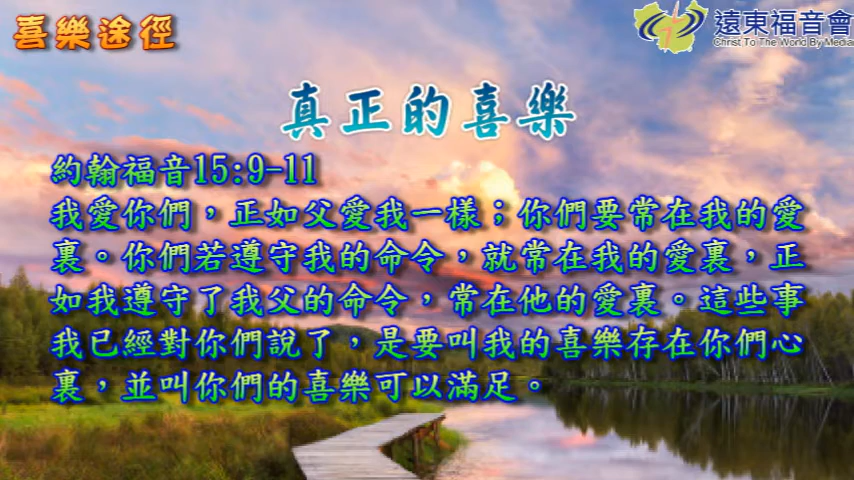 喜樂途徑
遠東福音會
Christ To The World By Media
真正的喜樂
約翰福音15:9-11
我愛你們，正如父愛我一樣；你們要常在我的愛
裏。你們若遵守我的命令，就常在我的愛裏，正
如我遵守了我父的命令，常在他的愛裏。這些事
我已經對你們說了，是要叫我的喜樂存在你們心
裏，並叫你們的喜樂可以滿足。